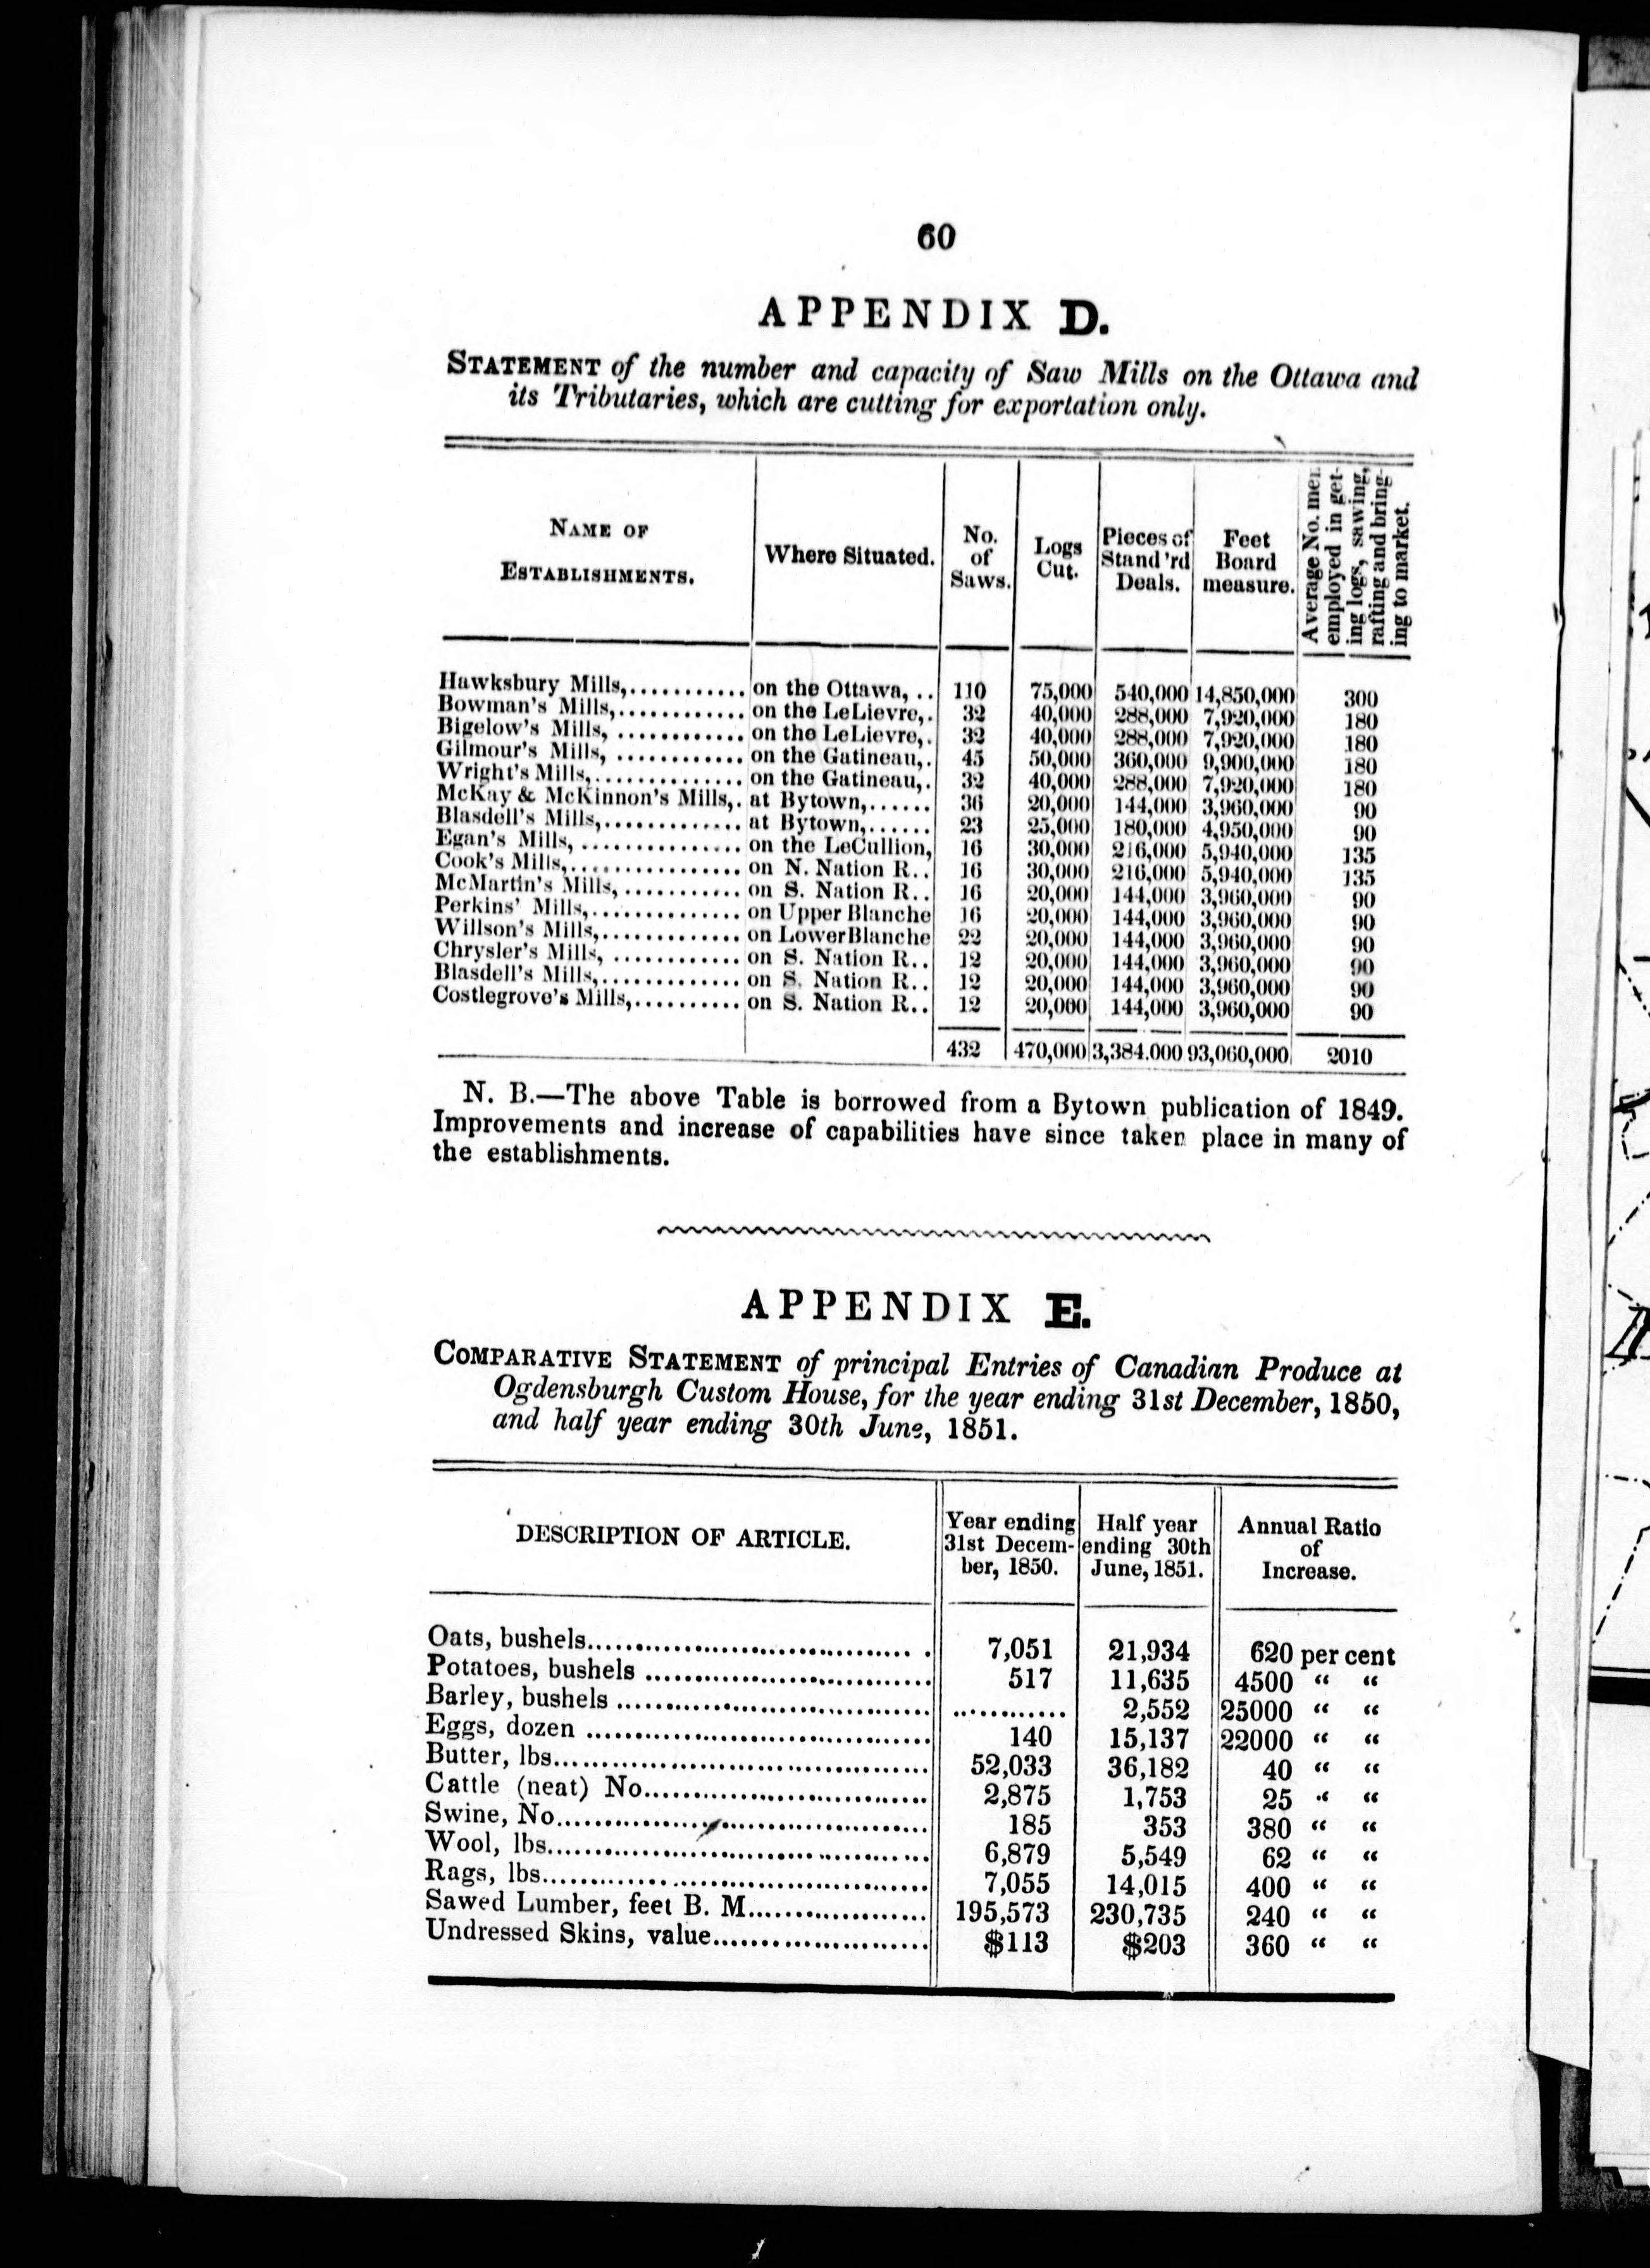 60
APPENDIX D.
STATEMENT of the number and capacity of Saw Mills on the Ottawa and
its Tributaries, which are cutting for exportation only.
NAME OF
ESTABLISHMENTS.
Where Situated.
No.
of
Saws.
Logs
Cut.
Pieces of
Stand'rd
Deals.
Feet
Board
measure.
Average No. men
employed in get-
ing logs, sawing,
rafting and bring-
ing to market.
Hawksbury Mills,........... on the Ottawa, .. 110 75,000 540,000 14,850,000 300
Bowman's Mills,............ on the LeLievre,. 32 40,000 288,000 7,920,000 180
Bigelow's Mills, ............ on the LeLievre,. 32 40,000 288,000 7,920,000 180
Gilmour's Mills, ............ on the Gatineau,. 45 50,000 360,000 9,900,000 180
Wright's Mills,.............. on the Gatineau,. 32 40,000 288,000 7,920,000 180
McKay & McKinnon's Mills,. at Bytown,...... 36 20,000 144,000 3,960,000 90
Blasdell's Mills,............. at Bytown,...... 23 25,000 180,000 4,950,000 90
Egan's Mills, ............... on the LeCullion, 16 30,000 216,000 5,940,000 135
Cook's Mills,................ on N. Nation R.. 16 30,000 216,000 5,940,000 135
McMartin's Mills, ........... on S. Nation R.. 16 20,000 144,000 3,960,000 90
Perkins' Mills,.............. on Upper Blanche 16 20,000 144,000 3,960,000 90
Willson's Mills,............. on LowerBlanche 22 20,000 144,000 3,960,000 90
Chrysler's Mills, ............ on S. Nation R.. 12 20,000 144,000 3,960,000 90
Blasdell's Mills,............. on S. Nation R.. 12 20,000 144,000 3,960,000 90
Costlegrove's Mills,.......... on S. Nation R.. 12 20,000 144,000 3,960,000 90
432 470,000 3,384.000 93,060,000 2010
N. B.—The above Table is borrowed from a Bytown publication of 1849.
Improvements and increase of capabilities have since taken place in many of
the establishments.
APPENDIX E.
COMPARATIVE STATEMENT of principal Entries of Canadian Produce at
Ogdensburgh Custom House, for the year ending 31st December, 1850,
and half year ending 30th June, 1851.
DESCRIPTION OF ARTICLE.
Year ending
31st Decem-
ber, 1850.
Half year
ending 30th
June, 1851.
Annual Ratio
of
Increase.
Oats, bushels.................................... 7,051 21,934 620 per cent
Potatoes, bushels .............................. 517 11,635 4500 “ “
Barley, bushels ................................. ............ 2,552 25000 “ “
Eggs, dozen .................................... 140 15,137 22000 “ “
Butter, lbs....................................... 52,033 36,182 40 “ “
Cattle (neat) No.............................. 2,875 1,753 25 “ “
Swine, No...................................... 185 353 380 “ “
Wool, lbs........................................ 6,879 5,549 62 “ “
Rags, lbs......................................... 7,055 14,015 400 “ “
Sawed Lumber, feet B. M................... 195,573 230,735 240 “ “
Undressed Skins, value....................... $113 $203 360 “ “